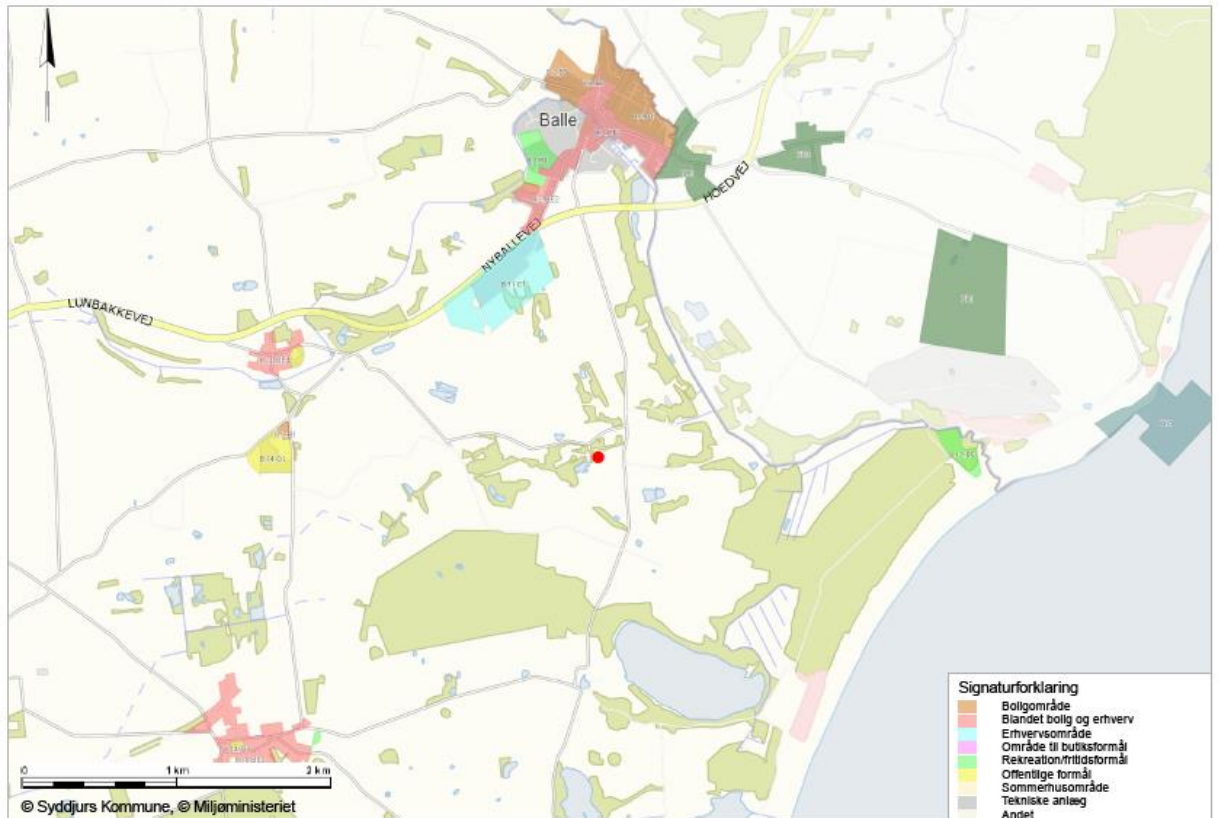 Balle
HOEDVEJ
NYBALLEVEJ
LUNBAKKEVEJ
Signaturforklaring
Boligområde
Blandet bolig og erhverv
Erhvervsområde
Område til butiksformål
Rekreation/fritidsformål
Offentlige formål
Sommerhusområde
Tekniske anlæg
Andet
0 1 km 2 km
© Syddjurs Kommune, © Miljøministeriet